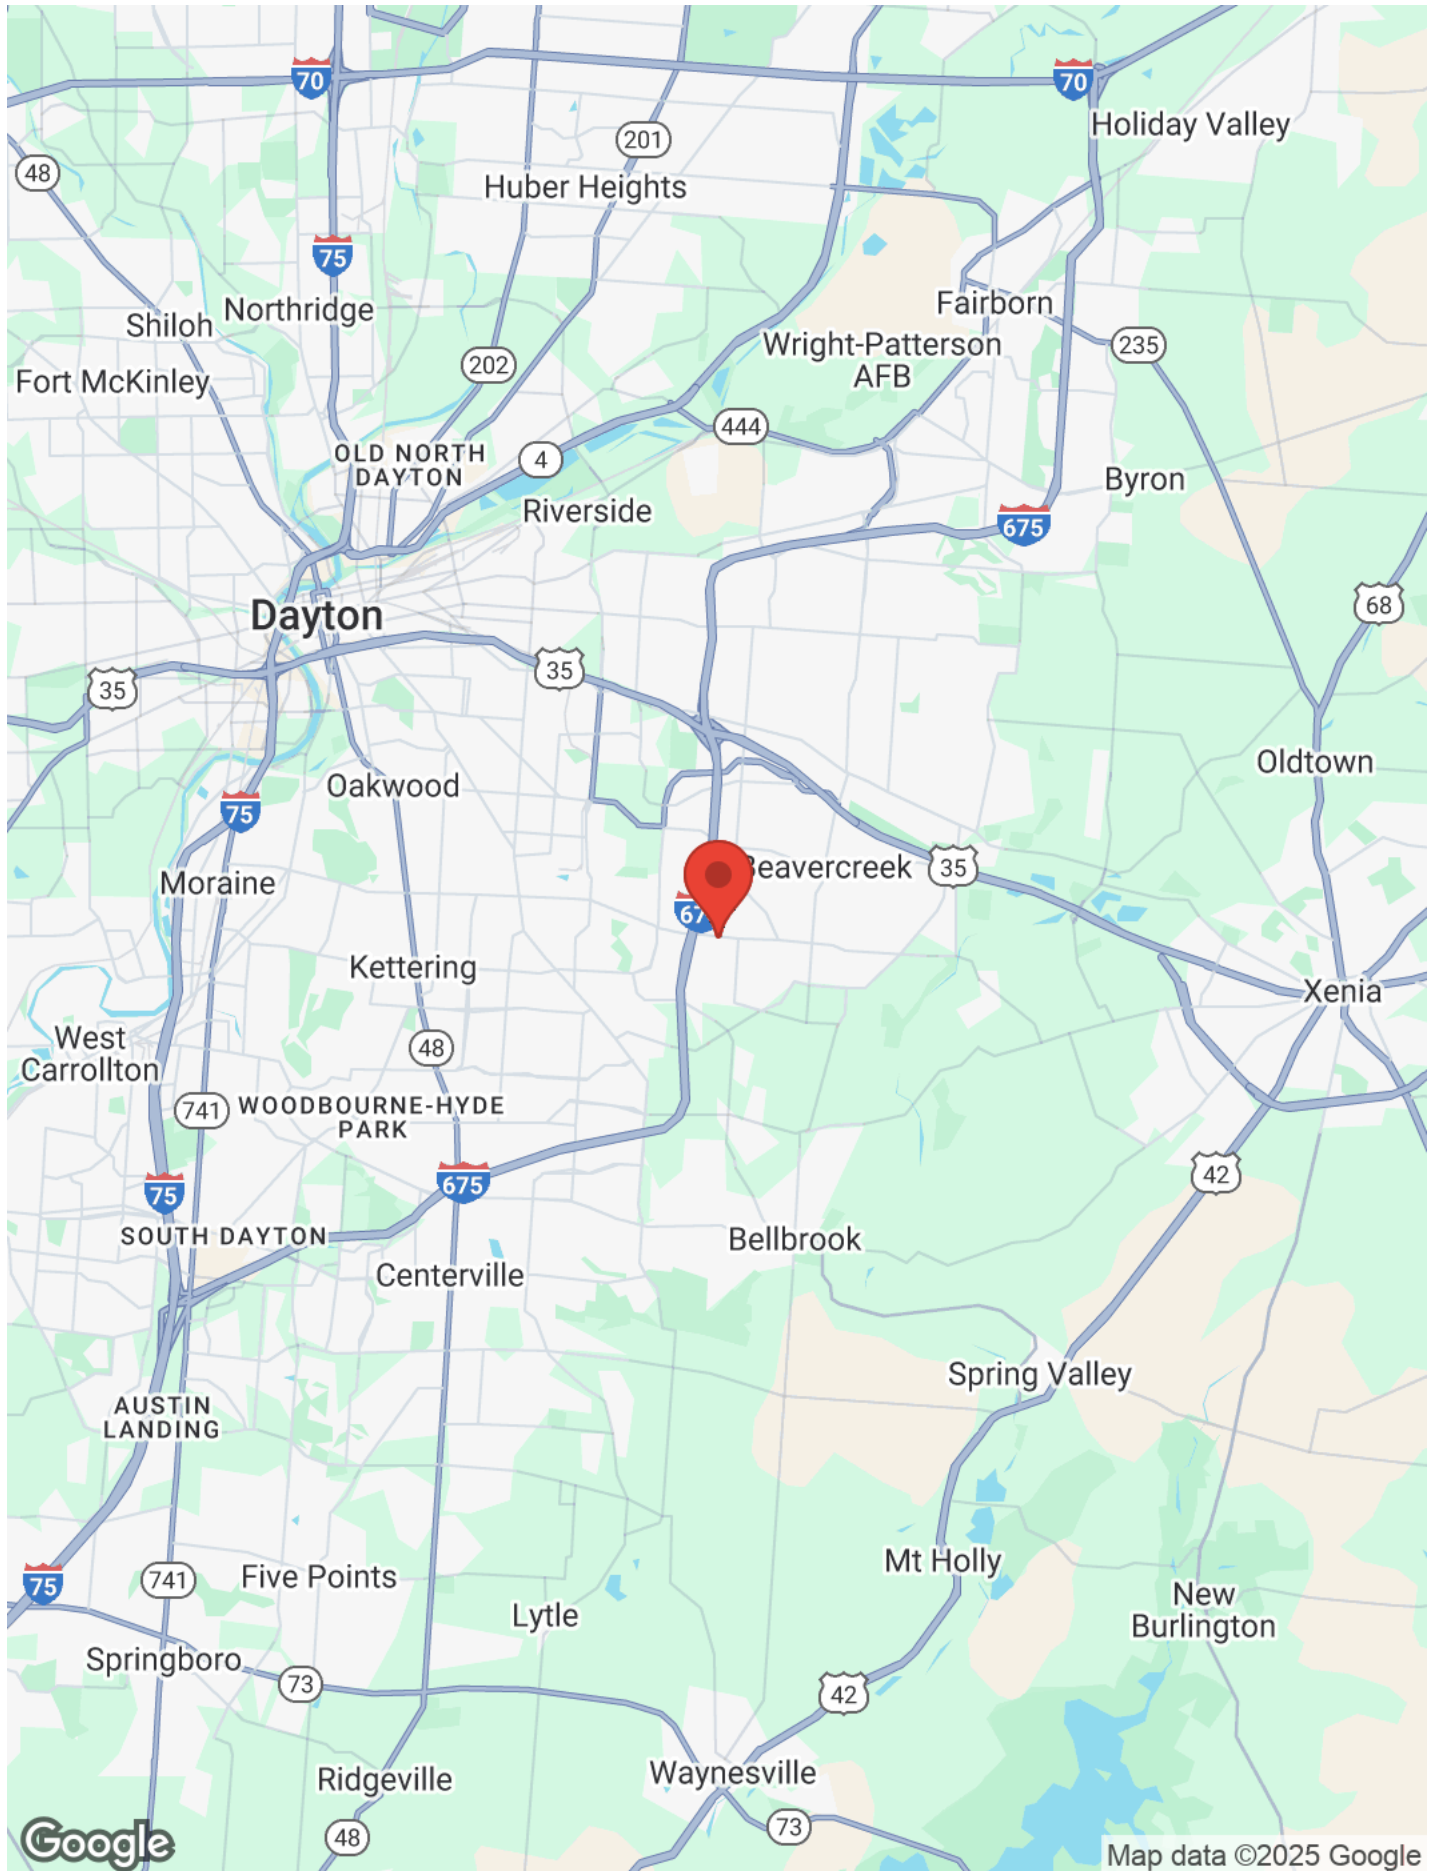 70
70
Holiday Valley
201
48
Huber Heights
75
Fairborn
Northridge
Shiloh
Wright-Patterson
AFB
235
202
Fort McKinley
444
OLD NORTH
DAYTON
4
Byron
Riverside
675
68
Dayton
35
35
Oldtown
Oakwood
75
Beavercreek
35
Moraine
67
Kettering
Xenia
West
Carrollton
48
741
WOODBOURNE-HYDE
PARK
42
675
75
SOUTH DAYTON
Bellbrook
Centerville
Spring Valley
AUSTIN
LANDING
Mt Holly
75
741
Five Points
New
Burlington
Lytle
Springboro
73
42
Waynesville
Ridgeville
73
48
Google
Map data ©2025 Google